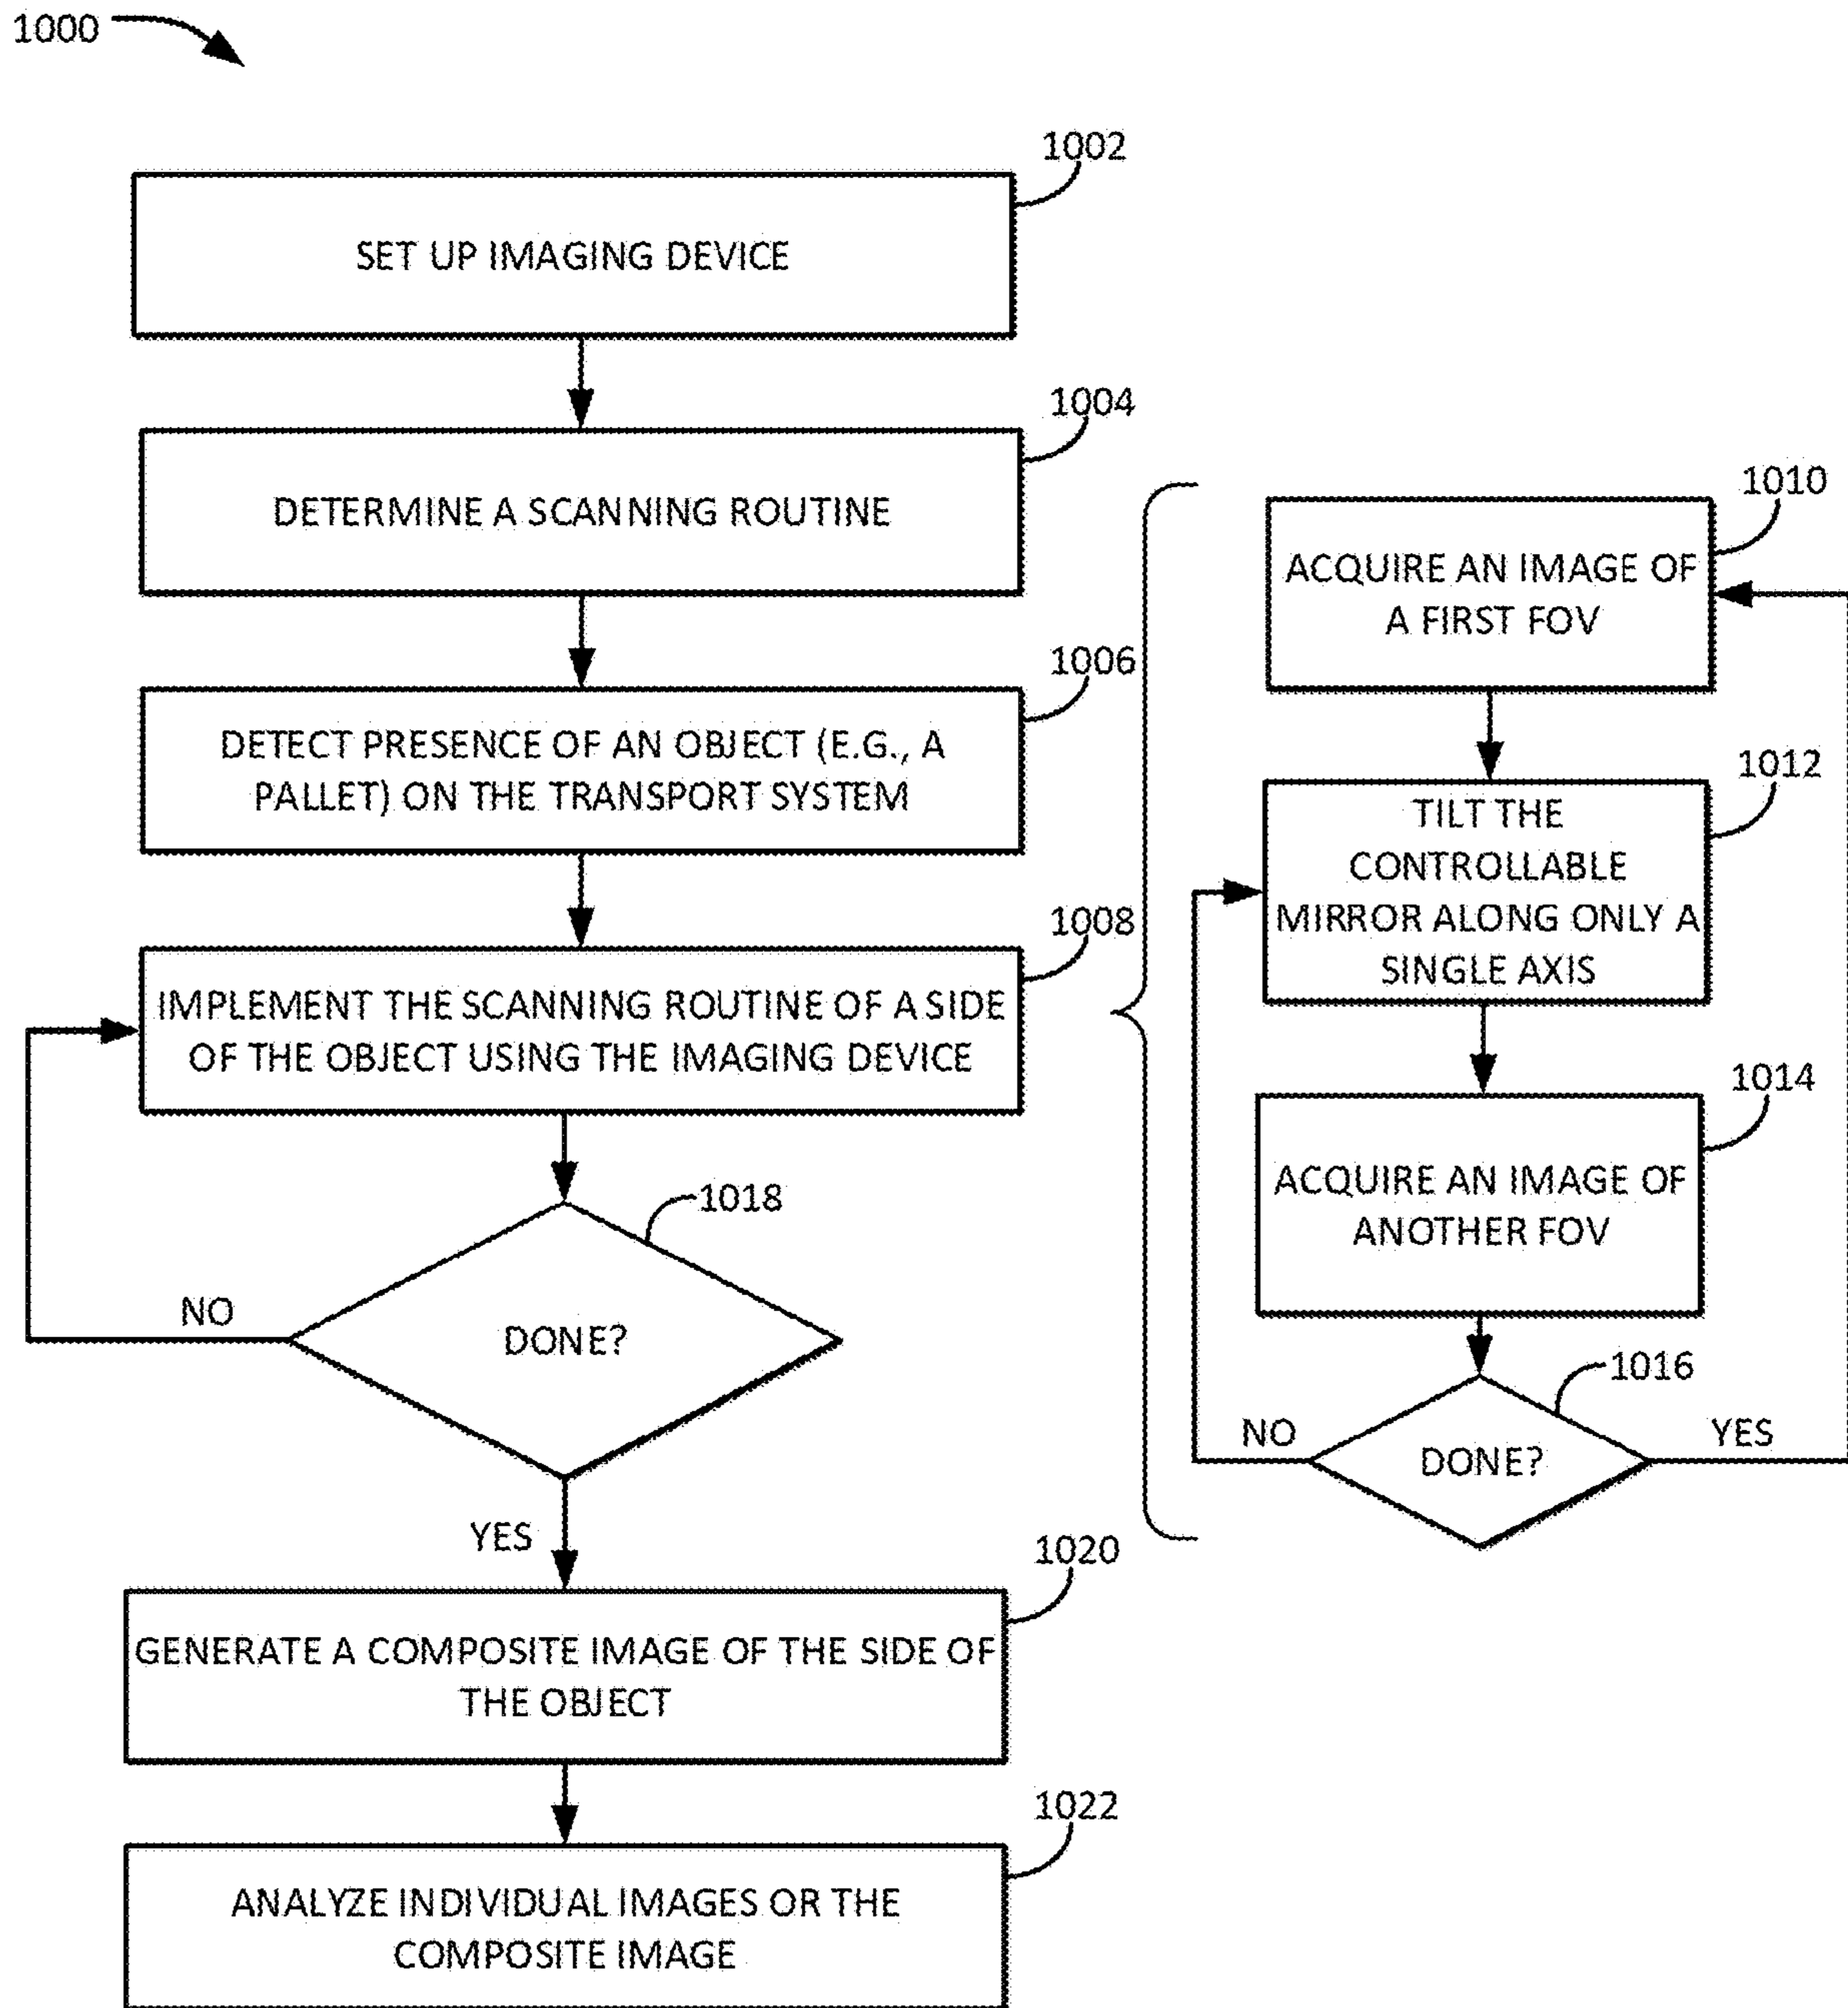 1000
1002
SET UP IMAGING DEVICE
1004
DETERMINE A SCANNING ROUTINE
1006
DETECT PRESENCE OF AN OBJECT (E.G., A
PALLET) ON THE TRANSPORT SYSTEM
1008
IMPLEMENT THE SCANNING ROUTINE OF A SIDE
OF THE OBJECT USING THE IMAGING DEVICE
1018
NO
DONE?
YES
1020
GENERATE A COMPOSITE IMAGE OF THE SIDE OF
THE OBJECT
1022
ANALYZE INDIVIDUAL IMAGES OR THE
COMPOSITE IMAGE
1010
ACQUIRE AN IMAGE OF
A FIRST FOV
1012
TILT THE
CONTROLLABLE
MIRROR ALONG ONLY A
SINGLE AXIS
1014
ACQUIRE AN IMAGE OF
ANOTHER FOV
1016
NO
DONE?
YES